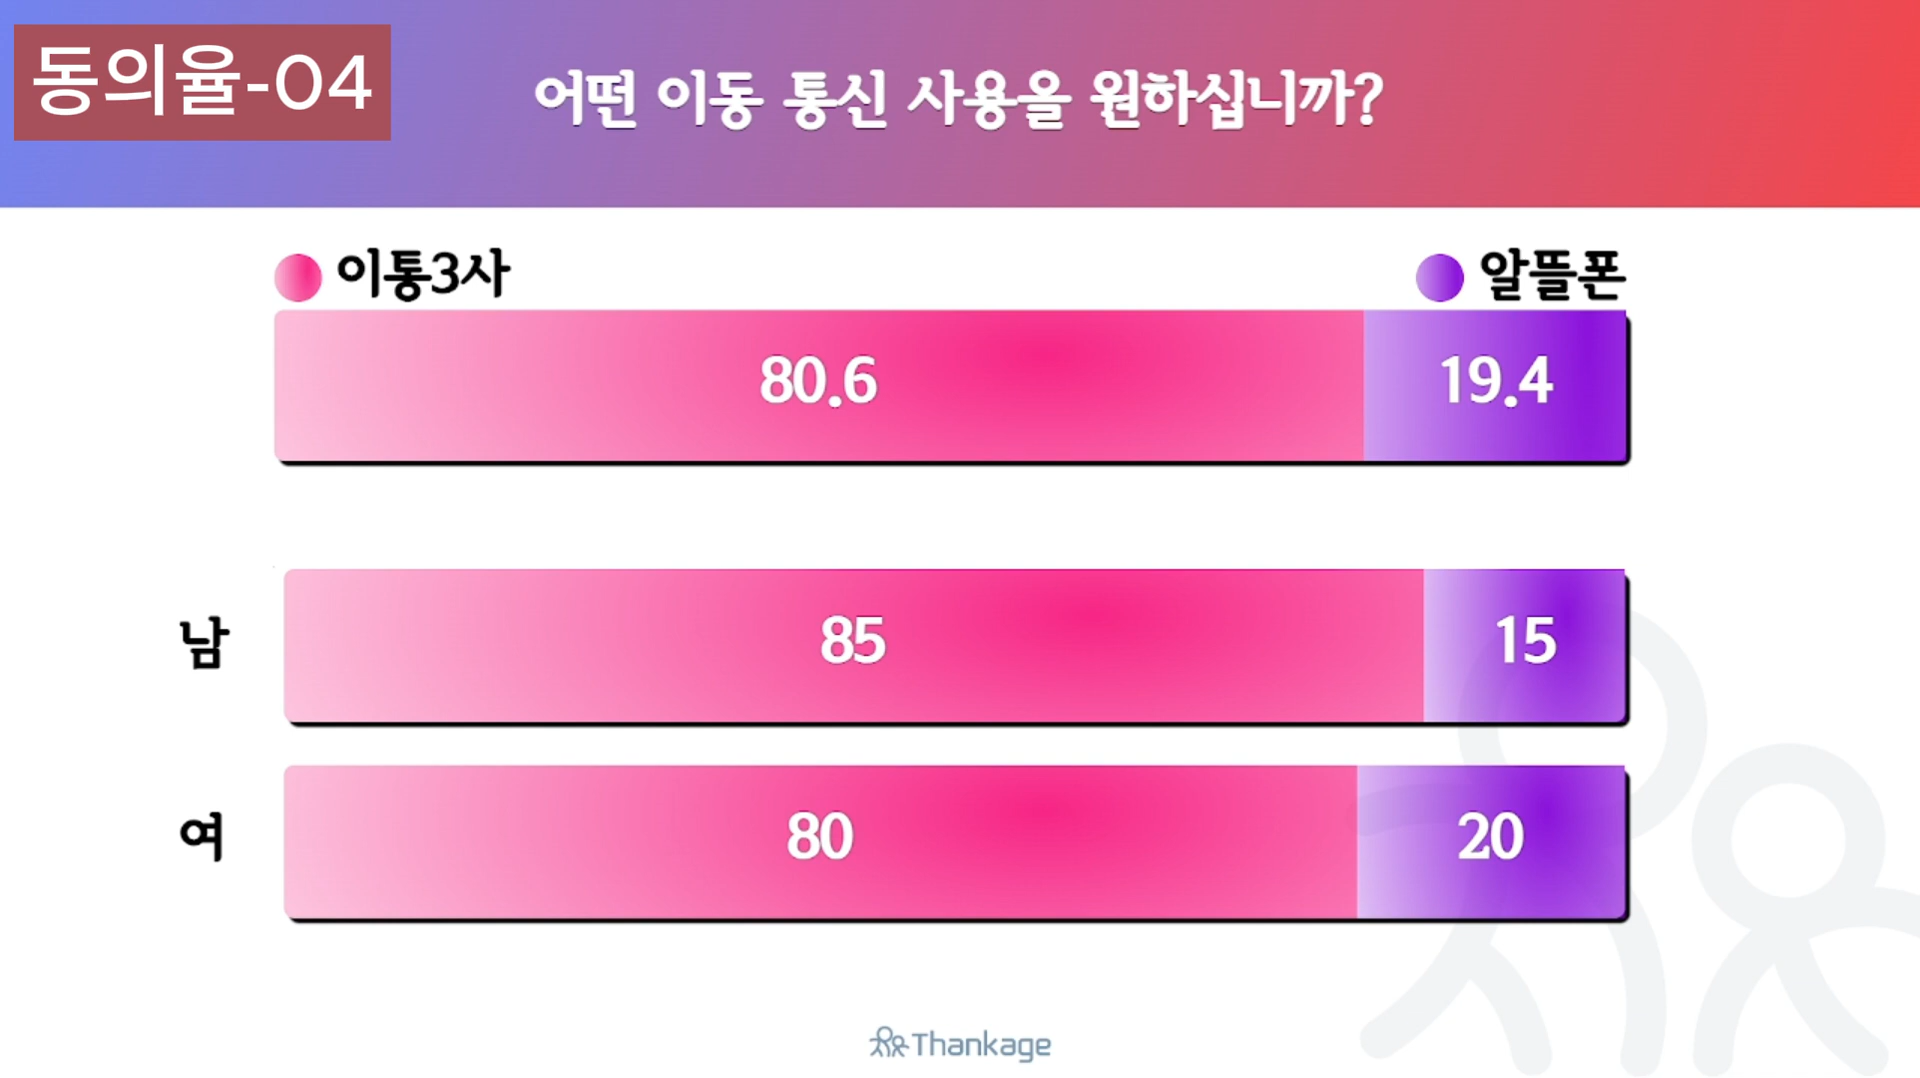 동의율-04
어떤 이동 통신 사용을 원하십니까?
이통3사 알뜰폰
80.6 19.4
남 85 15
여 80 20
Thankage